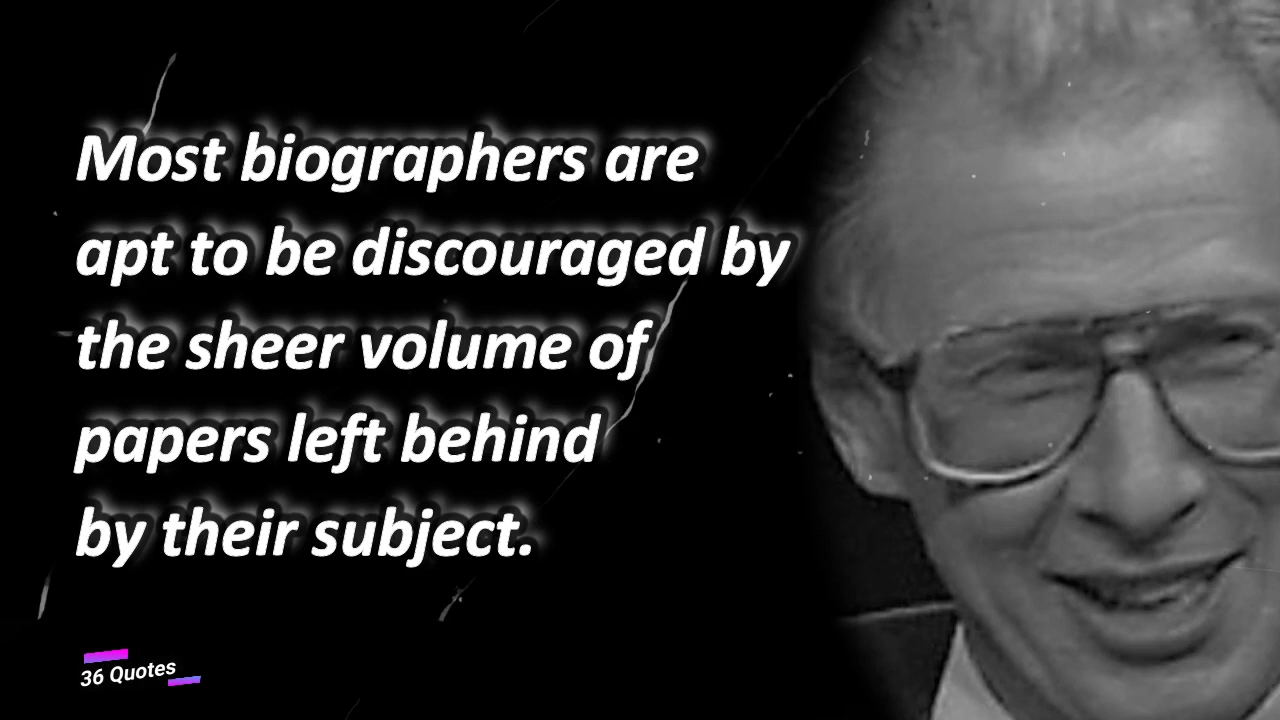 Most biographers are
apt to be discouraged by
the sheer volume of
papers left behind
by their subject.
36 Quotes